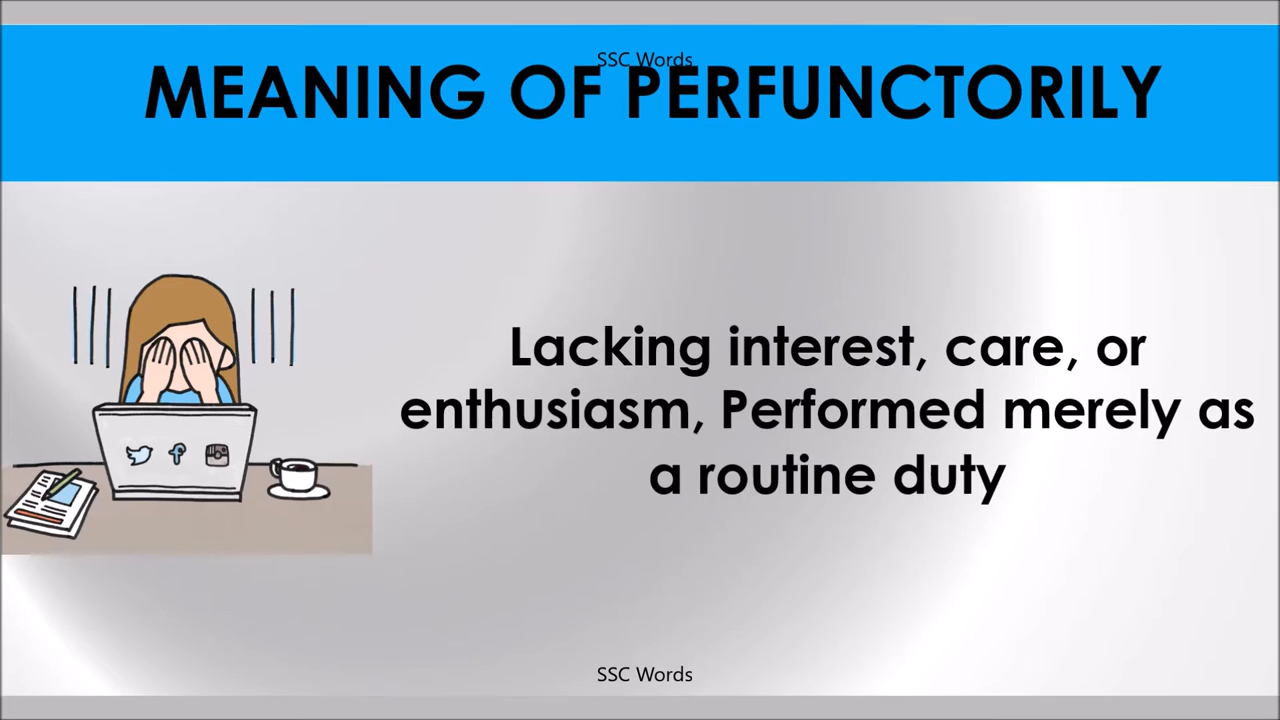 SSC Words
MEANING OF PERFUNCTORILY
Lacking interest, care, or
enthusiasm, Performed merely as
a routine duty
SSC Words